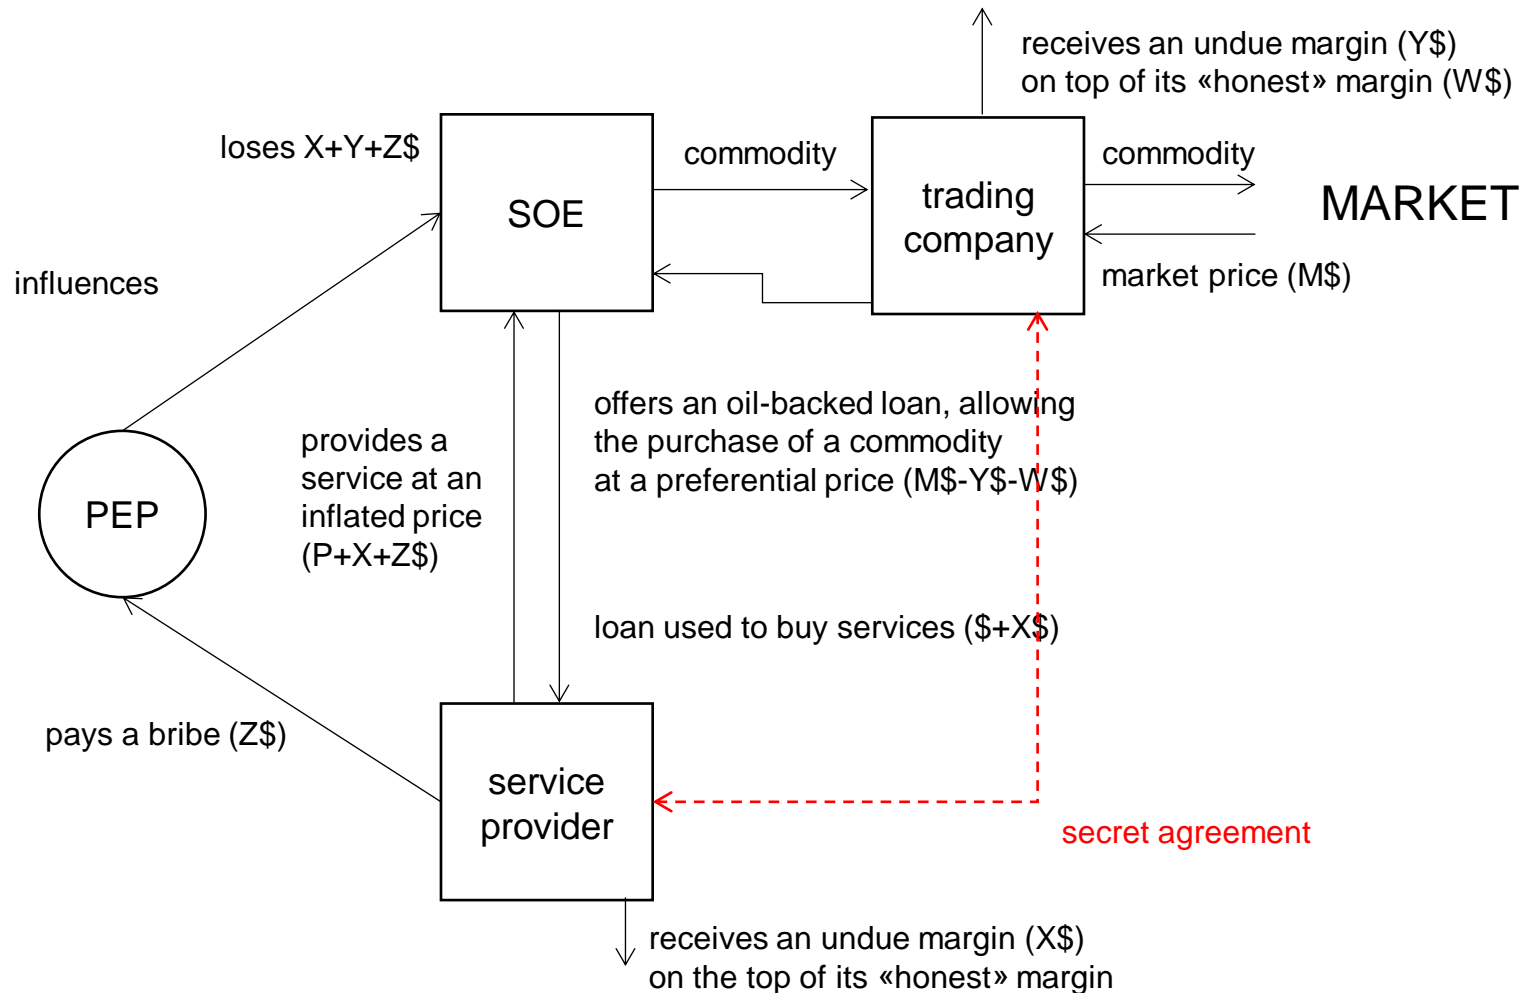 receives an undue margin (Y$)
on top of its «honest» margin (W$)
loses X+Y+Z$
SOE
commodity
trading
company
commodity
MARKET
market price (M$)
influences
offers an oil-backed loan, allowing
the purchase of a commodity
at a preferential price (M$-Y$-W$)
provides a
service at an
inflated price
(P+X+Z$)
PEP
loan used to buy services ($+X$)
pays a bribe (Z$)
service
provider
secret agreement
receives an undue margin (X$)
on the top of its «honest» margin